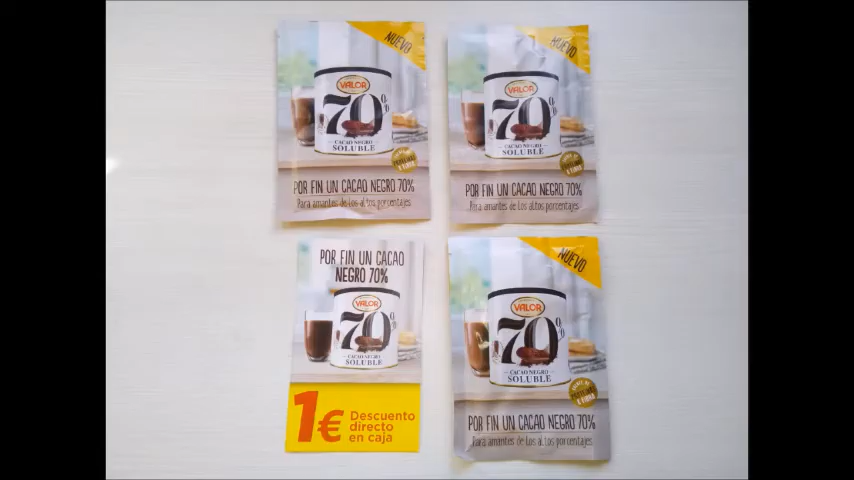 NUEVO
VALOR
70%
CACAO NEGRO
SOLUBLE
POR FIN UN CACAO NEGRO 70%
Para amantes de los altos porcentajes
NUEVO
VALOR
70%
CACAO NEGRO
SOLUBLE
POR FIN UN CACAO NEGRO 70%
Para amantes de los altos porcentajes
POR FIN UN CACAO
NEGRO 70%
VALOR
70%
CACAO NEGRO
SOLUBLE
1€ Descuento
directo
en caja
NUEVO
VALOR
70%
CACAO NEGRO
SOLUBLE
POR FIN UN CACAO NEGRO 70%
Para amantes de los altos porcentajes